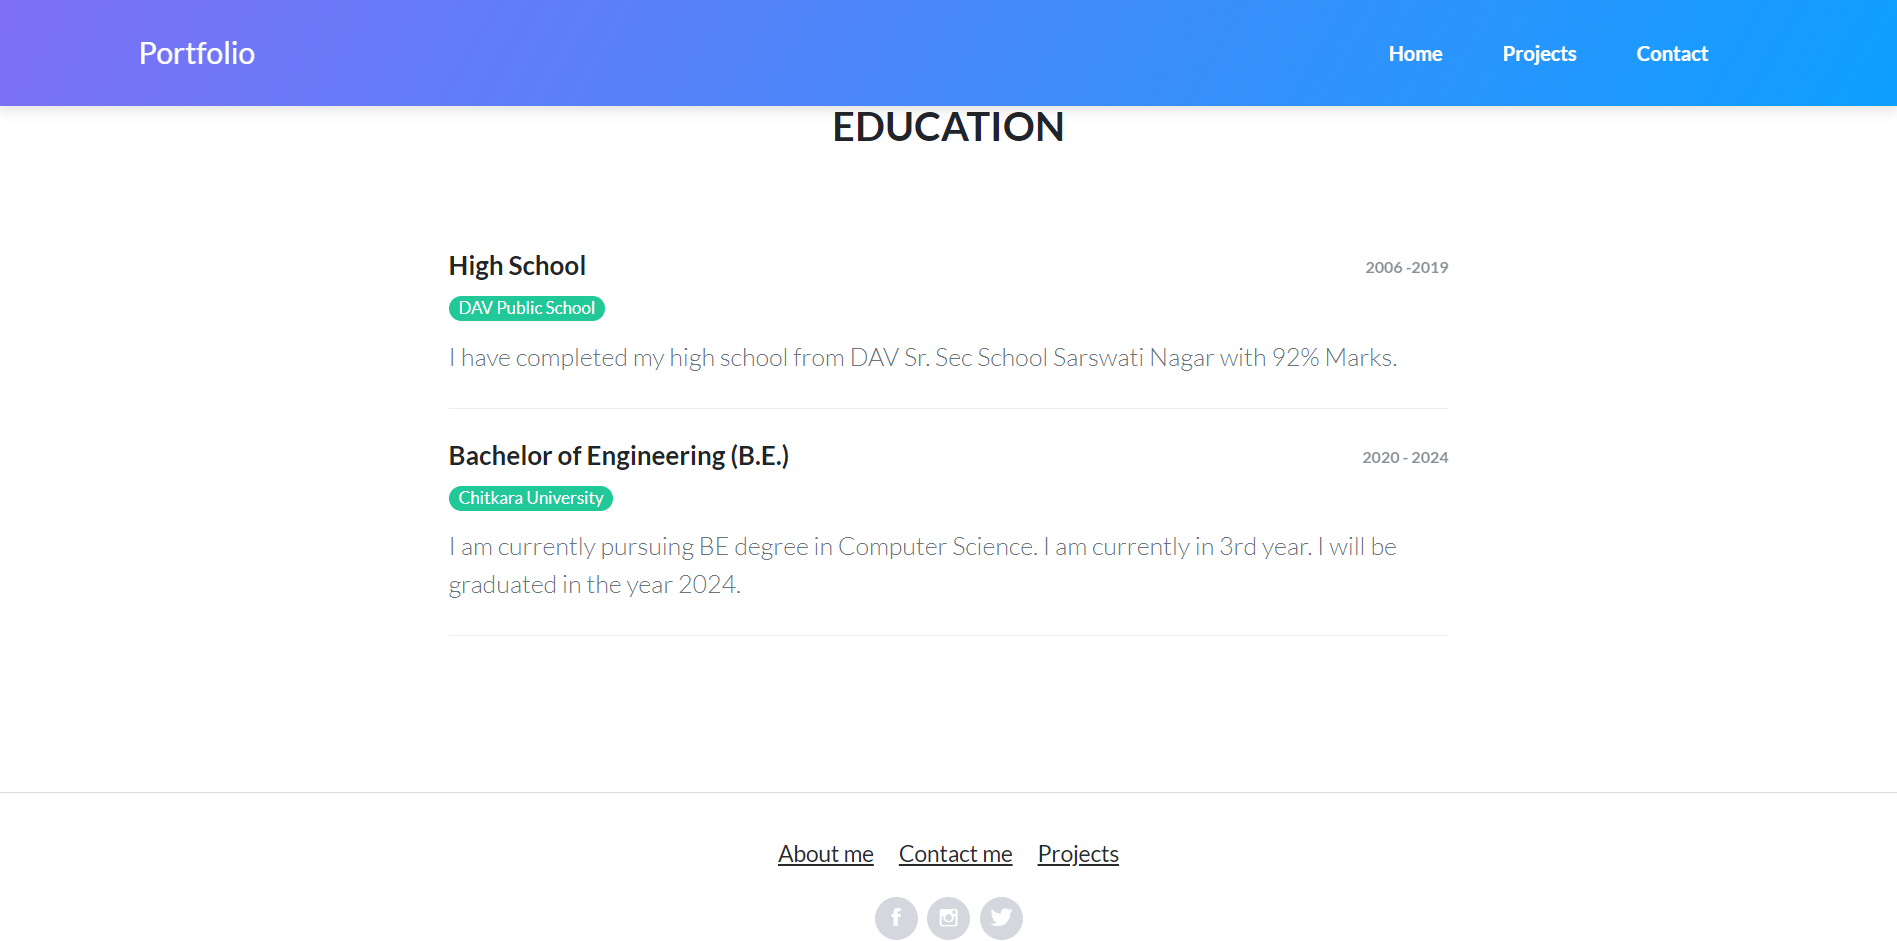 Portfolio
Home Projects Contact
EDUCATION
High School 2006 -2019
DAV Public School
I have completed my high school from DAV Sr. Sec School Sarswati Nagar with 92% Marks.
Bachelor of Engineering (B.E.) 2020 - 2024
Chitkara University
I am currently pursuing BE degree in Computer Science. I am currently in 3rd year. I will be
graduated in the year 2024.
About me Contact me Projects